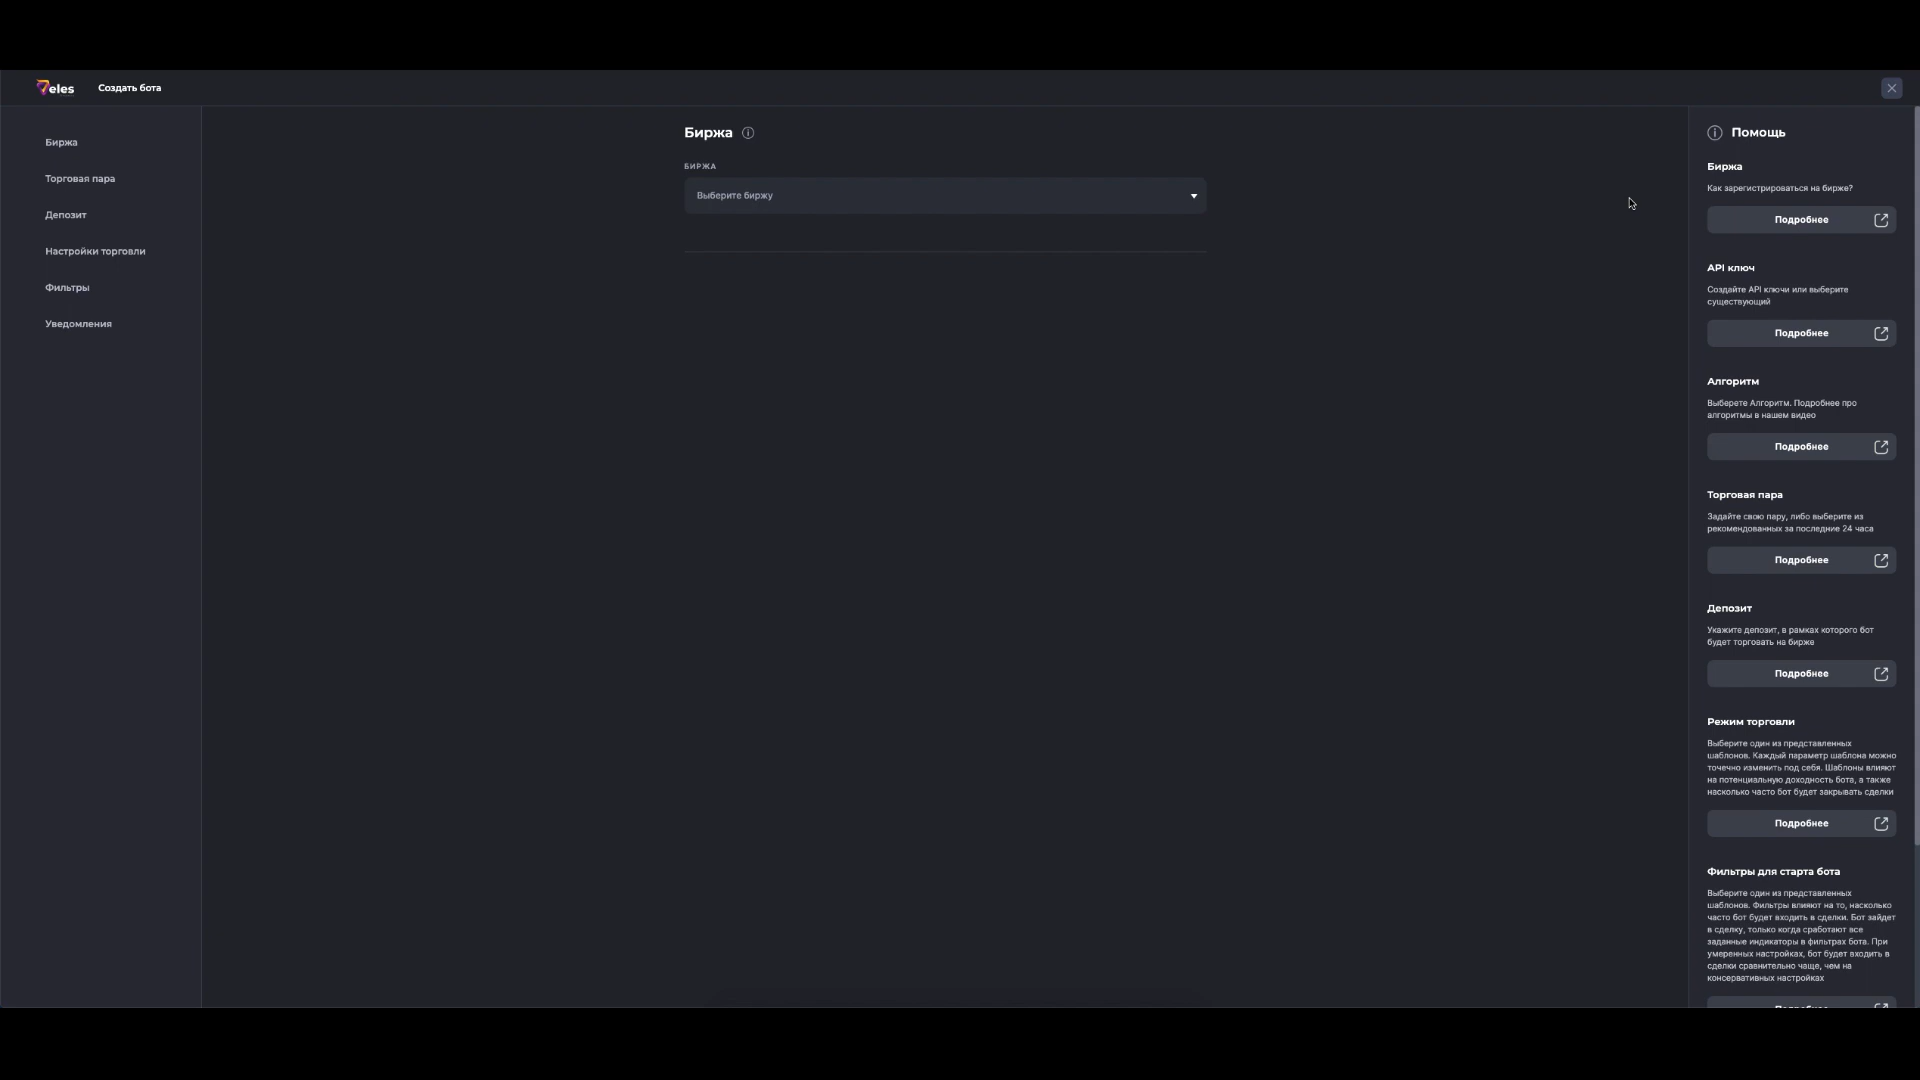 Veles
Создать бота
Биржа
Торговая пара
Депозит
Настройки торговли
Фильтры
Уведомления
Биржа
БИРЖА
Выберите биржу
Помощь
Биржа
Как зарегистрироваться на бирже?
Подробнее
API ключ
Создайте API ключи или выберите
существующий
Подробнее
Алгоритм
Выберете Алгоритм. Подробнее про
алгоритмы в нашем видео
Подробнее
Торговая пара
Задайте свою пару, либо выберите из
рекомендованных за последние 24 часа
Подробнее
Депозит
Укажите депозит, в рамках которого бот
будет торговать на бирже
Подробнее
Режим торговли
Выберите один из представленных
шаблонов. Каждый параметр шаблона можно
точечно изменить под себя. Шаблоны влияют
на потенциальную доходность бота, а также
насколько часто бот будет закрывать сделки
Подробнее
Фильтры для старта бота
Выберите один из представленных
шаблонов. Фильтры влияют на то, насколько
часто бот будет входить в сделки. Бот зайдет
в сделку, только когда сработают все
заданные индикаторы в фильтрах бота. При
умеренных настройках, бот будет входить в
сделки сравнительно чаще, чем на
консервативных настройках